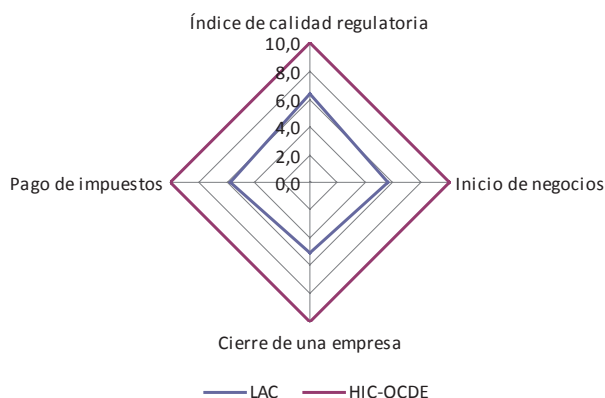 Índice de calidad regulatoria
10,0
8,0
6,0
4,0
2,0
Pago de impuestos 0,0 Inicio de negocios
Cierre de una empresa
LAC HIC-OCDE